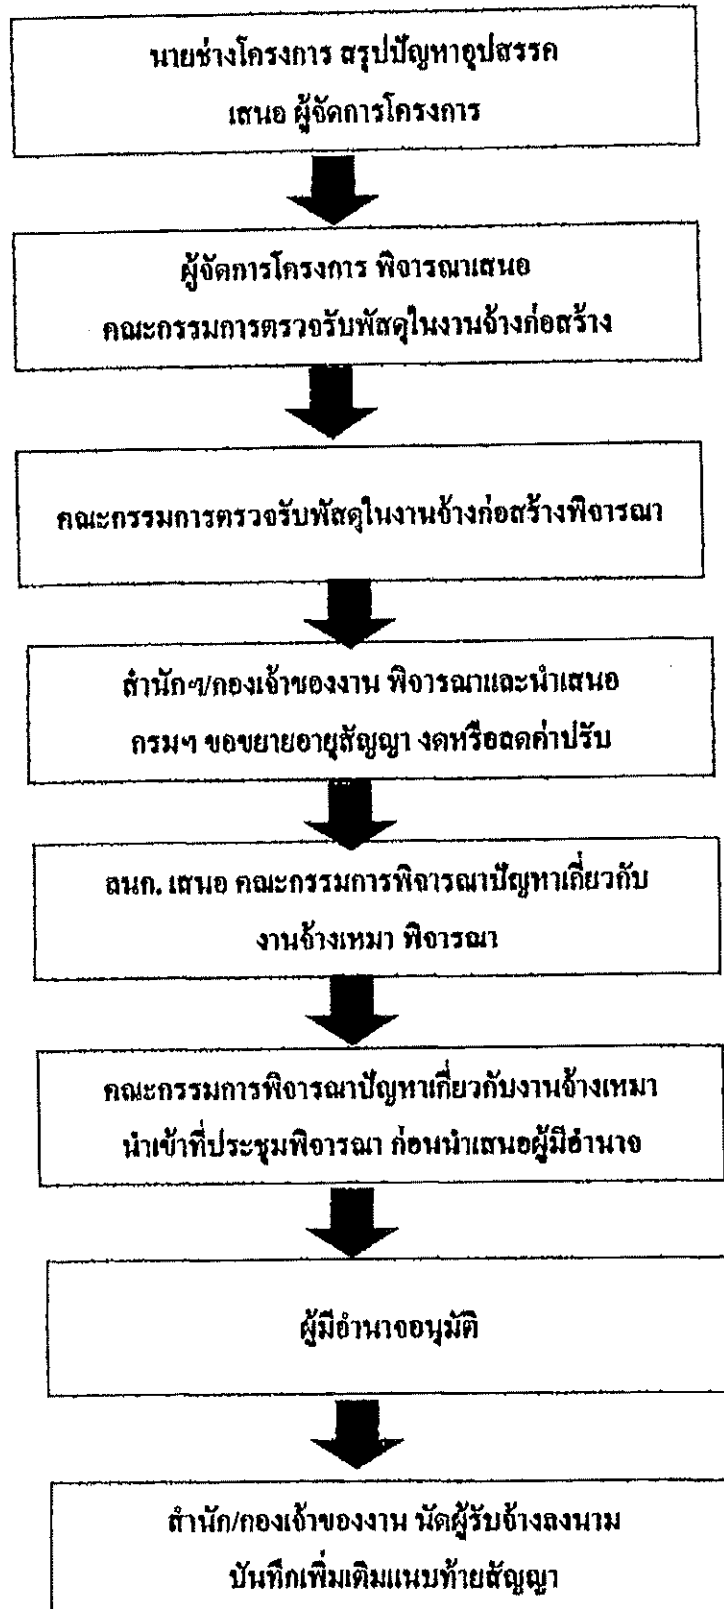 นายช่างโครงการ สรุปปัญหาอุปสรรค
เสนอ ผู้จัดการโครงการ
ผู้จัดการโครงการ พิจารณาเสนอ
คณะกรรมการตรวจรับพัสดุในงานจ้างก่อสร้าง
คณะกรรมการตรวจรับพัสดุในงานจ้างก่อสร้างพิจารณา
สำนักฯ/กองเจ้าของงาน พิจารณาและนำเสนอ
กรมฯ ขอขยายอายุสัญญา งดหรือลดค่าปรับ
สนก. เสนอ คณะกรรมการพิจารณาปัญหาเกี่ยวกับ
งานจ้างเหมา พิจารณา
คณะกรรมการพิจารณาปัญหาเกี่ยวกับงานจ้างเหมา
นำเข้าที่ประชุมพิจารณา ก่อนนำเสนอผู้มีอำนาจ
ผู้มีอำนาจอนุมัติ
สำนัก/กองเจ้าของงาน นัดผู้รับจ้างลงนาม
บันทึกเพิ่มเติมแนบท้ายสัญญา